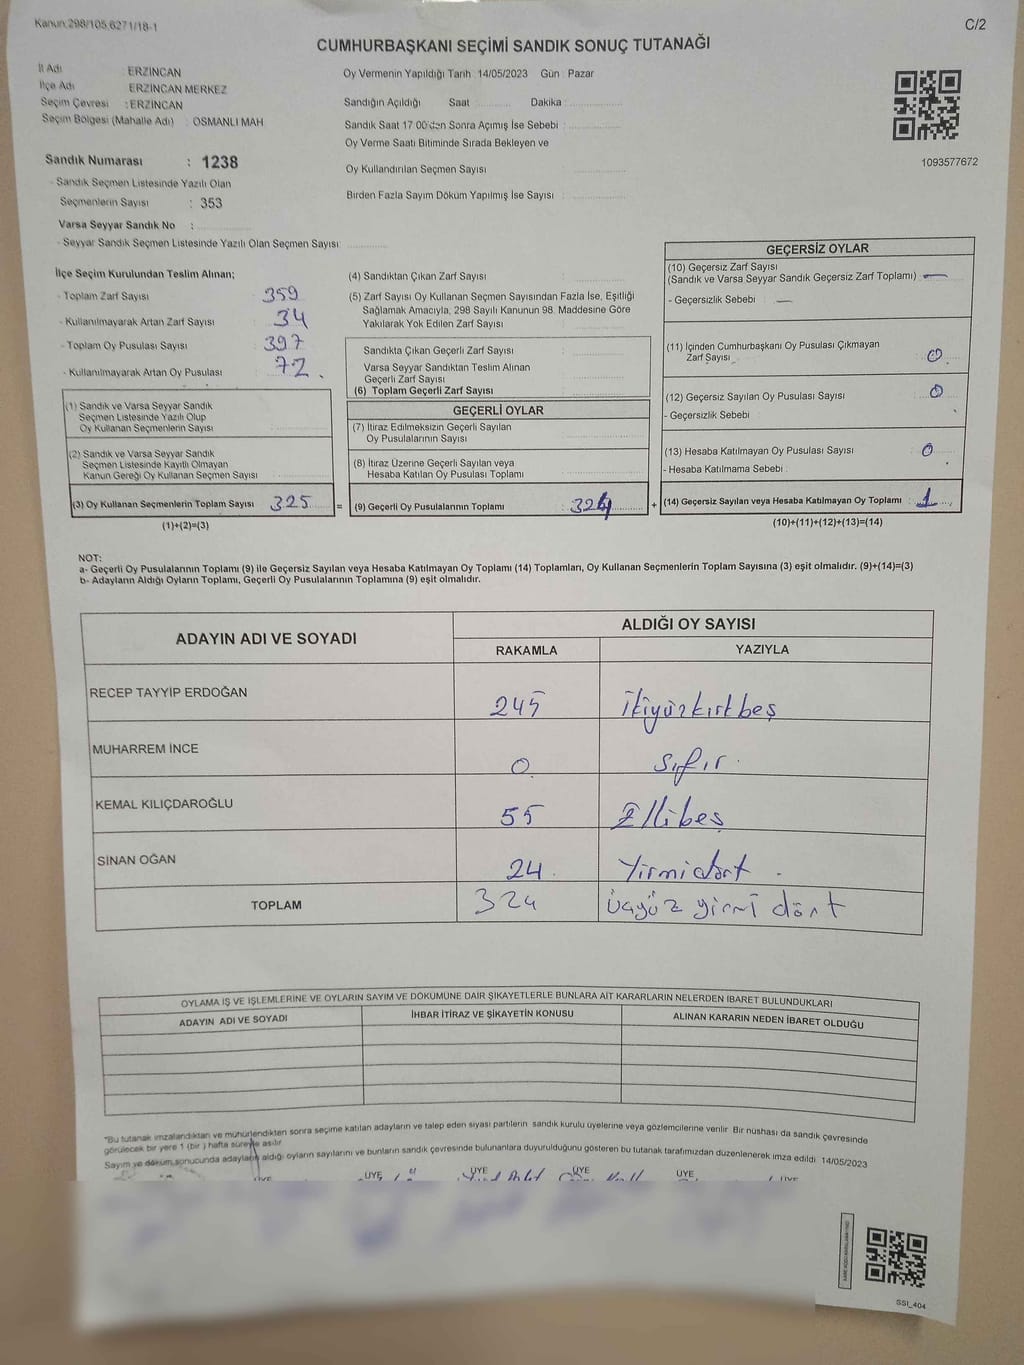 Kanun:298/105,6271/18-1
C/2
CUMHURBAŞKANI SEÇİMİ SANDIK SONUÇ TUTANAĞI
İl Adı : ERZİNCAN
İlçe Adı : ERZİNCAN MERKEZ
Seçim Çevresi : ERZİNCAN
Seçim Bölgesi (Mahalle Adı) : OSMANLI MAH
Sandık Numarası : 1238
- Sandık Seçmen Listesinde Yazılı Olan
Seçmenlerin Sayısı : 353
Varsa Seyyar Sandık No :
- Seyyar Sandık Seçmen Listesinde Yazılı Olan Seçmen Sayısı
Oy Vermenin Yapıldığı Tarih : 14/05/2023 Gün : Pazar
Sandığın Açıldığı Saat Dakika :
Sandık Saat 17:00'den Sonra Açımış İse Sebebi :
Oy Verme Saati Bitiminde Sırada Bekleyen ve
Oy Kullandırılan Seçmen Sayısı
Birden Fazla Sayım Döküm Yapılmış İse Sayısı :
1093577672
İlçe Seçim Kurulundan Teslim Alınan;
- Toplam Zarf Sayısı : 359
- Kullanılmayarak Artan Zarf Sayısı : 34
- Toplam Oy Pusulası Sayısı : 397
- Kullanılmayarak Artan Oy Pusulası : 72
(1) Sandık ve Varsa Seyyar Sandık
Seçmen Listesinde Yazılı Olup
Oy Kullanan Seçmenlerin Sayısı
(2) Sandık ve Varsa Seyyar Sandık
Seçmen Listesinde Kayıtlı Olmayan
Kanun Gereği Oy Kullanan Seçmen Sayısı
(3) Oy Kullanan Seçmenlerin Toplam Sayısı 325 =
(1)+(2)=(3)
(4) Sandıktan Çıkan Zarf Sayısı :
(5) Zarf Sayısı Oy Kullanan Seçmen Sayısından Fazla İse, Eşitliği
Sağlamak Amacıyla, 298 Sayılı Kanunun 98. Maddesine Göre
Yakılarak Yok Edilen Zarf Sayısı :
Sandıkta Çıkan Geçerli Zarf Sayısı :
Varsa Seyyar Sandıktan Teslim Alınan
Geçerli Zarf Sayısı
(6) Toplam Geçerli Zarf Sayısı :
GEÇERLİ OYLAR
(7) İtiraz Edilmeksizin Geçerli Sayılan
Oy Pusulalarının Sayısı
(8) İtiraz Üzerine Geçerli Sayılan veya
Hesaba Katılan Oy Pusulası Toplamı
(9) Geçerli Oy Pusulalarının Toplamı : 324 +
GEÇERSİZ OYLAR
(10) Geçersiz Zarf Sayısı
(Sandık ve Varsa Seyyar Sandık Geçersiz Zarf Toplamı) : —
- Geçersizlik Sebebi : —
(11) İçinden Cumhurbaşkanı Oy Pusulası Çıkmayan
Zarf Sayısı : 0
(12) Geçersiz Sayılan Oy Pusulası Sayısı : 0
- Geçersizlik Sebebi :
(13) Hesaba Katılmayan Oy Pusulası Sayısı : 0
- Hesaba Katılmama Sebebi :
(14) Geçersiz Sayılan veya Hesaba Katılmayan Oy Toplamı : 1
(10)+(11)+(12)+(13)=(14)
NOT:
a- Geçerli Oy Pusulalarının Toplamı (9) ile Geçersiz Sayılan veya Hesaba Katılmayan Oy Toplamı (14) Toplamları, Oy Kullanan Seçmenlerin Toplam Sayısına (3) eşit olmalıdır. (9)+(14)=(3)
b- Adayların Aldığı Oyların Toplamı, Geçerli Oy Pusulalarının Toplamına (9) eşit olmalıdır.
ADAYIN ADI VE SOYADI ALDIĞI OY SAYISI
RAKAMLA YAZIYLA
RECEP TAYYİP ERDOĞAN 245 ikiyüzkırkbeş
MUHARREM İNCE 0 sıfır
KEMAL KILIÇDAROĞLU 55 Ellibeş
SİNAN OĞAN 24 Yirmidört
TOPLAM 324 üçyüz yirmi dört
OYLAMA İŞ VE İŞLEMLERİNE VE OYLARIN SAYIM VE DÖKÜMÜNE DAİR ŞİKAYETLERLE BUNLARA AİT KARARLARIN NELERDEN İBARET BULUNDUKLARI
ADAYIN ADI VE SOYADI İHBAR İTİRAZ VE ŞİKAYETİN KONUSU ALINAN KARARIN NEDEN İBARET OLDUĞU
"Bu tutanak imzalandıktan ve mühürlendikten sonra seçime katılan adayların ve talep eden siyasi partilerin sandık kurulu üyelerine veya gözlemcilerine verilir. Bir nüshası da sandık çevresinde
görülecek bir yere 1 (bir) hafta süreyle asılır.
Sayım ve döküm sonucunda adayların aldığı oyların sayılarını ve bunların sandık çevresinde bulunanlara duyurulduğunu gösteren bu tutanak tarafımızdan düzenlenerek imza edildi. 14/05/2023
ÜYE ÜYE ÜYE ÜYE ÜYE ÜYE
SSI_404